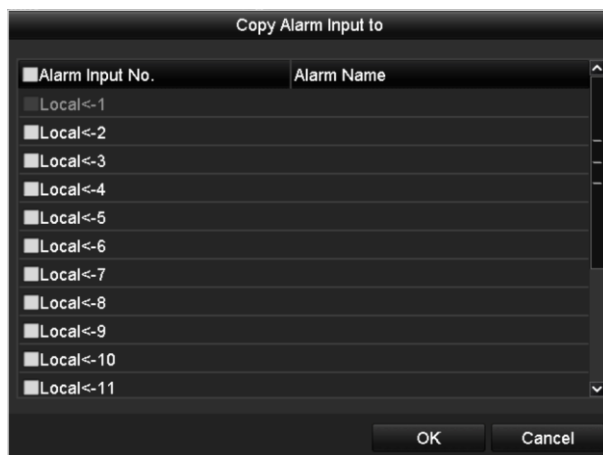 Copy Alarm Input to
Alarm Input No. Alarm Name
Local<-1
Local<-2
Local<-3
Local<-4
Local<-5
Local<-6
Local<-7
Local<-8
Local<-9
Local<-10
Local<-11
OK Cancel